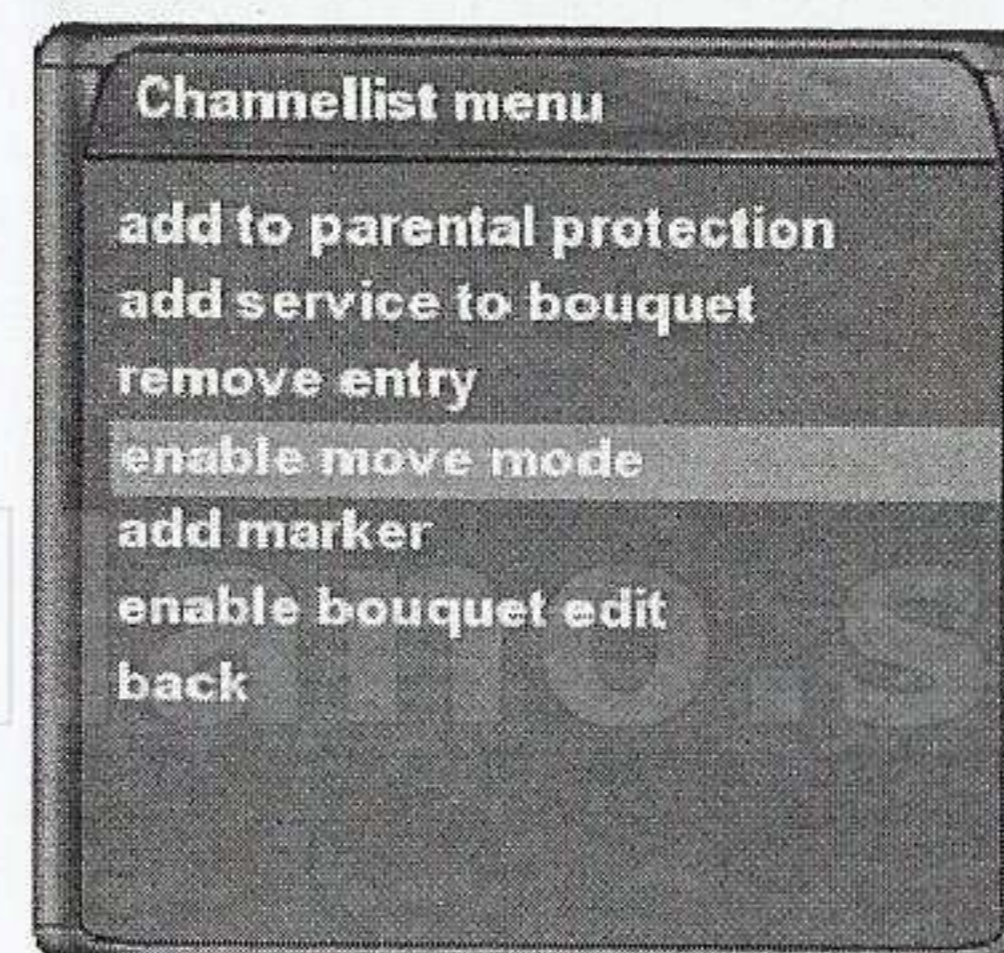 Channellist menu
add to parental protection
add service to bouquet
remove entry
enable move mode
add marker
enable bouquet edit
back